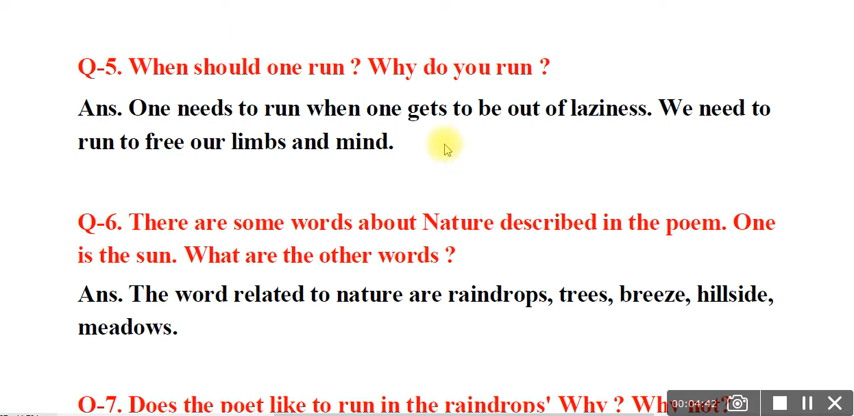 Q-5. When should one run ? Why do you run ?
Ans. One needs to run when one gets to be out of laziness. We need to
run to free our limbs and mind.
Q-6. There are some words about Nature described in the poem. One
is the sun. What are the other words ?
Ans. The word related to nature are raindrops, trees, breeze, hillside,
meadows.
Q-7. Does the poet like to run in the raindrops' Why ? Why not?
00:04:42